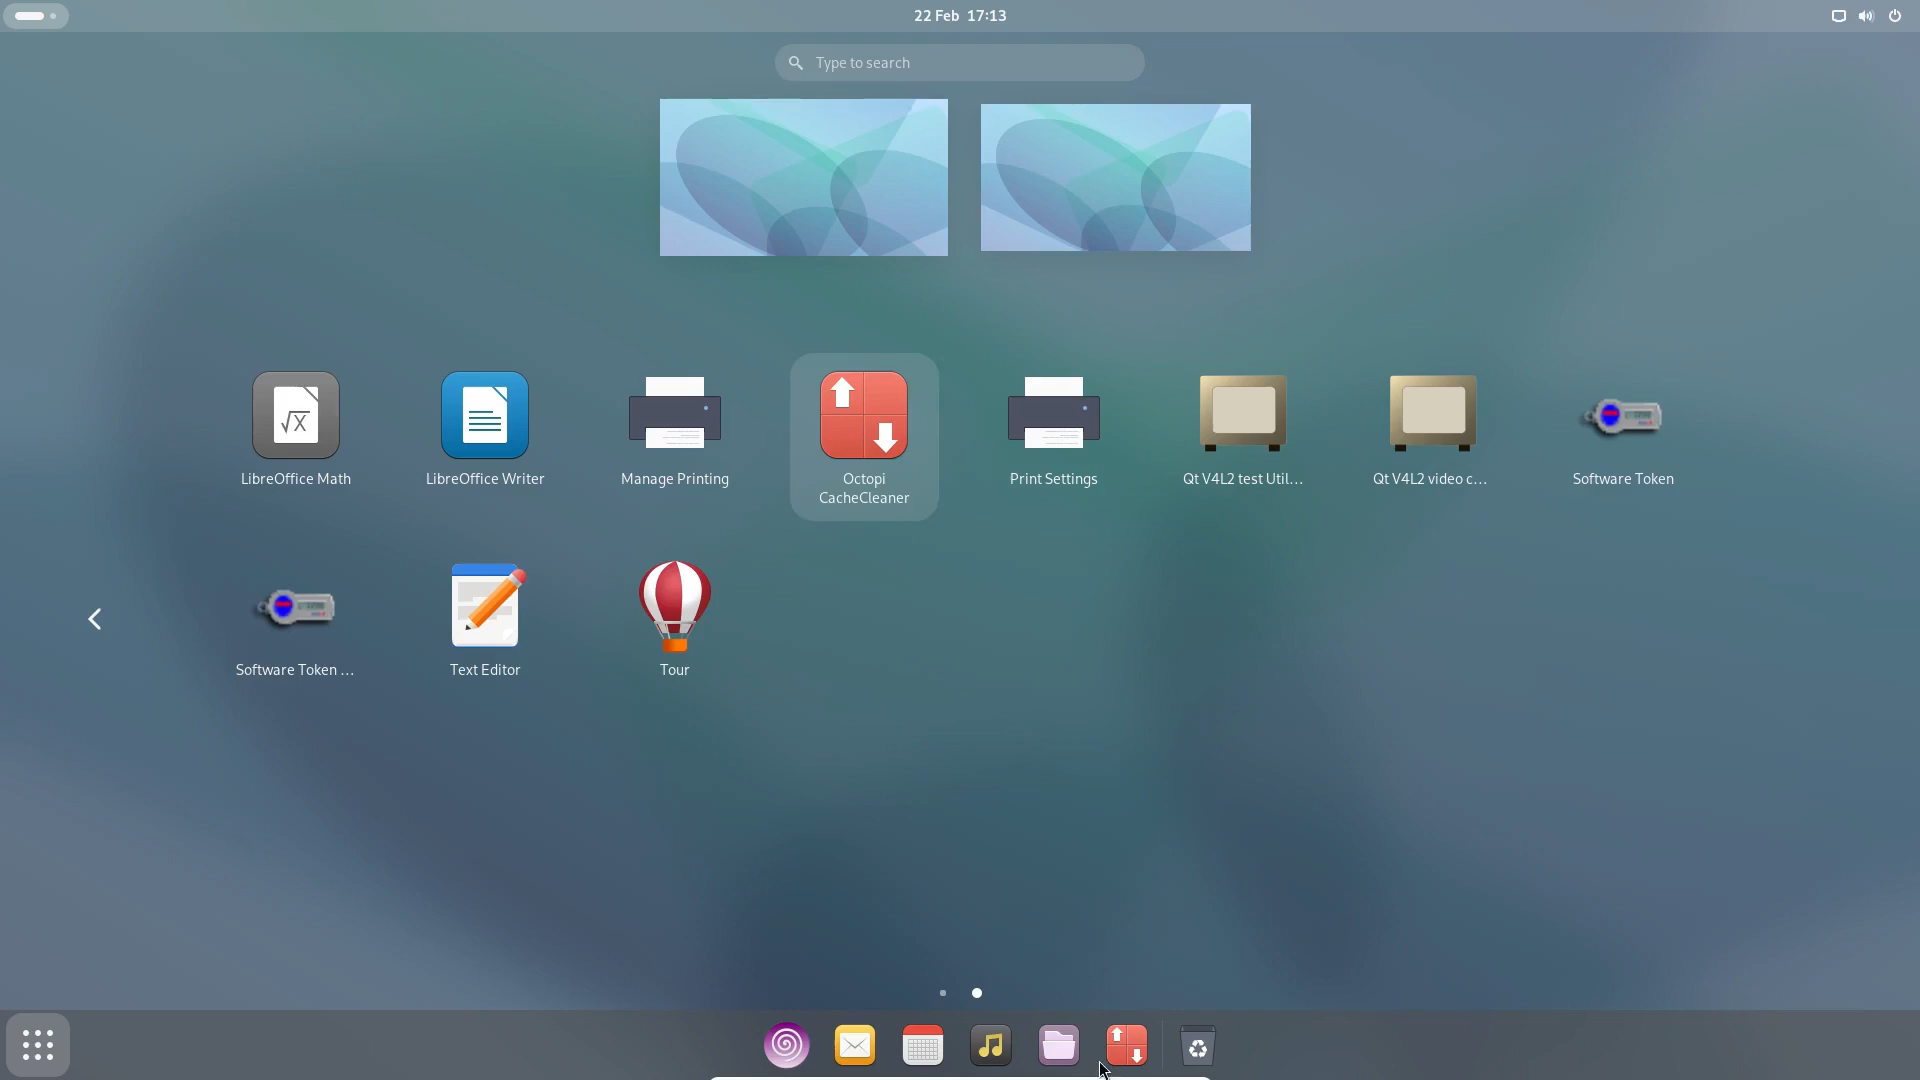 22 Feb 17:13
Type to search
LibreOffice Math
LibreOffice Writer
Manage Printing
Octopi
CacheCleaner
Print Settings
Qt V4L2 test Util...
Qt V4L2 video c...
Software Token
Software Token ...
Text Editor
Tour